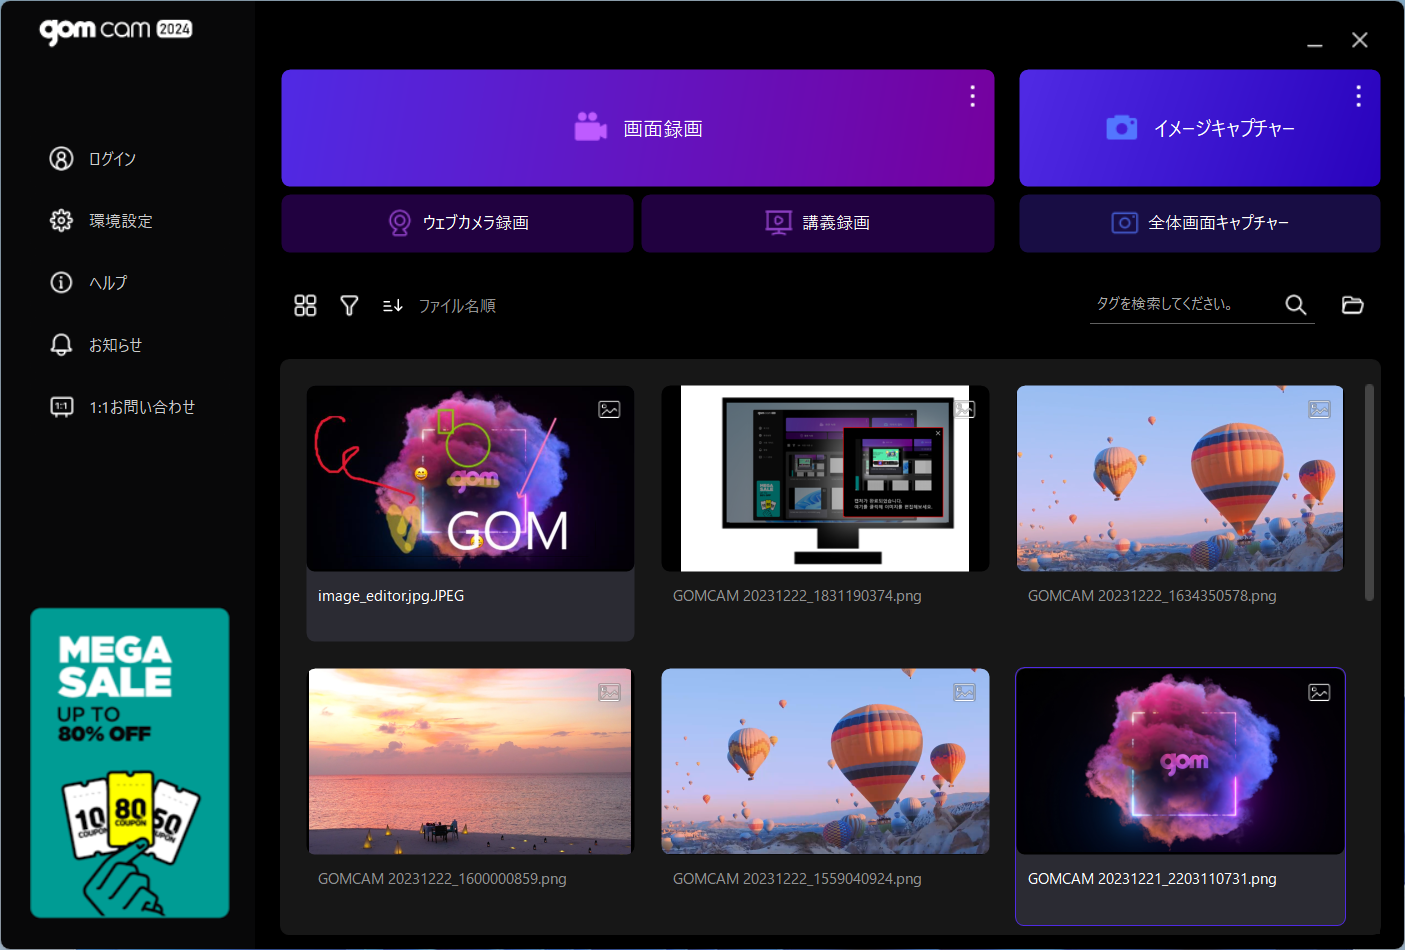 gom cam 2024
ログイン
環境設定
ヘルプ
お知らせ
1:1
1:1お問い合わせ
MEGA
SALE
UP TO
80% OFF
10
COUPON
80
COUPON
60
COUPON
画面録画
イメージキャプチャー
ウェブカメラ録画
講義録画
全体画面キャプチャー
ファイル名順
タグを検索してください。
gom
GOM
image_editor.jpg.JPEG
MEGA
SALE
GOMCAM 20231222_1831190374.png
GOMCAM 20231222_1634350578.png
GOMCAM 20231222_1600000859.png
GOMCAM 20231222_1559040924.png
gom
GOMCAM 20231221_2203110731.png